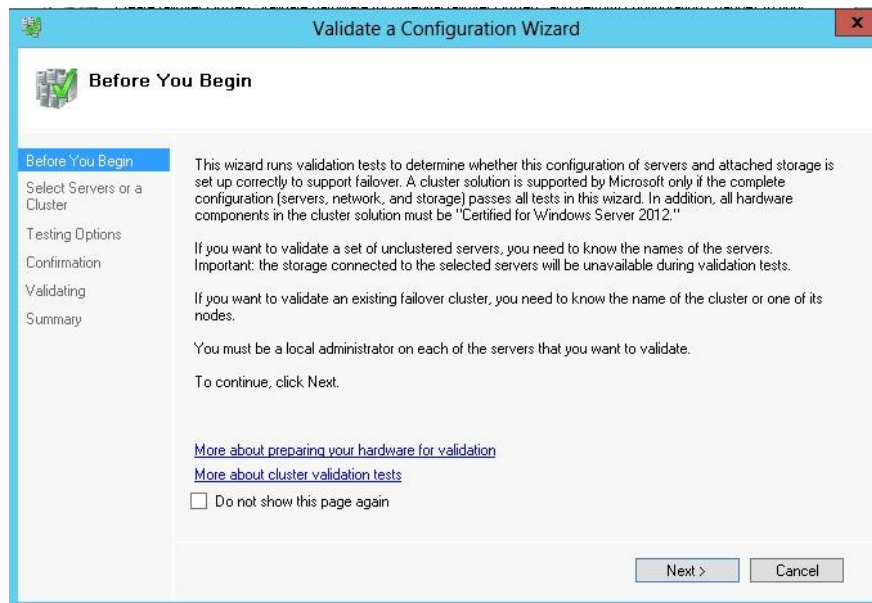 Validate a Configuration Wizard
x
Before You Begin
Before You Begin
Select Servers or a
Cluster
Testing Options
Confirmation
Validating
Summary
This wizard runs validation tests to determine whether this configuration of servers and attached storage is
set up correctly to support failover. A cluster solution is supported by Microsoft only if the complete
configuration (servers, network, and storage) passes all tests in this wizard. In addition, all hardware
components in the cluster solution must be "Certified for Windows Server 2012."
If you want to validate a set of unclustered servers, you need to know the names of the servers.
Important: the storage connected to the selected servers will be unavailable during validation tests.
If you want to validate an existing failover cluster, you need to know the name of the cluster or one of its
nodes.
You must be a local administrator on each of the servers that you want to validate.
To continue, click Next.
More about preparing your hardware for validation
More about cluster validation tests
Do not show this page again
Next >
Cancel